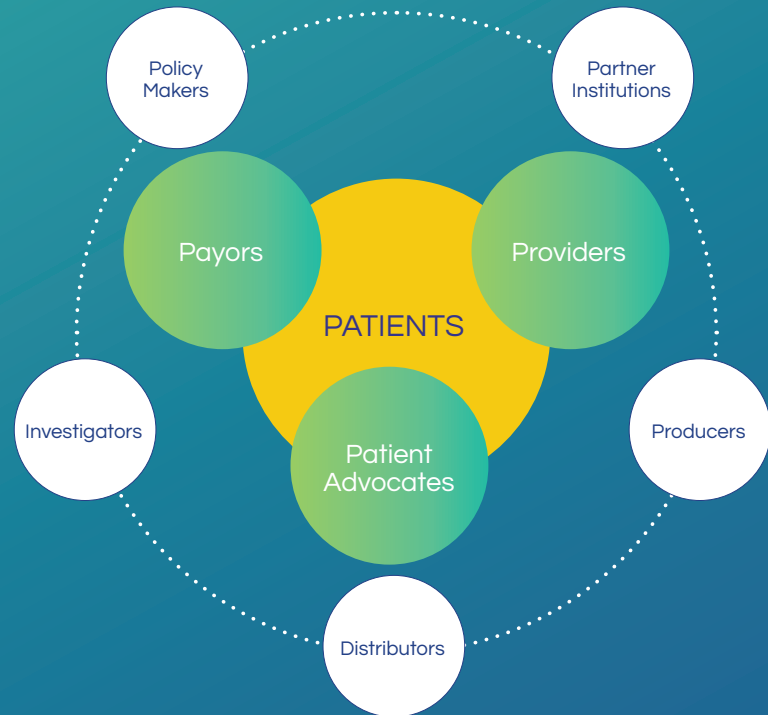 Policy
Makers
Partner
Institutions
Payors
Providers
PATIENTS
Investigators
Producers
Patient
Advocates
Distributors